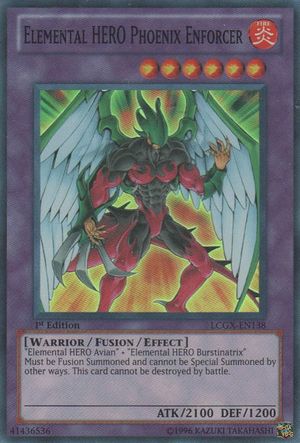 Elemental HERO Phoenix Enforcer
FIRE
炎
1st Edition
LCGX-EN138
[WARRIOR / FUSION / EFFECT]
"Elemental HERO Avian" + "Elemental HERO Burstinatrix"
Must be Fusion Summoned and cannot be Special Summoned by
other ways. This card cannot be destroyed by battle.
ATK/2100 DEF/1200
41436536
©1996 KAZUKI TAKAHASHI